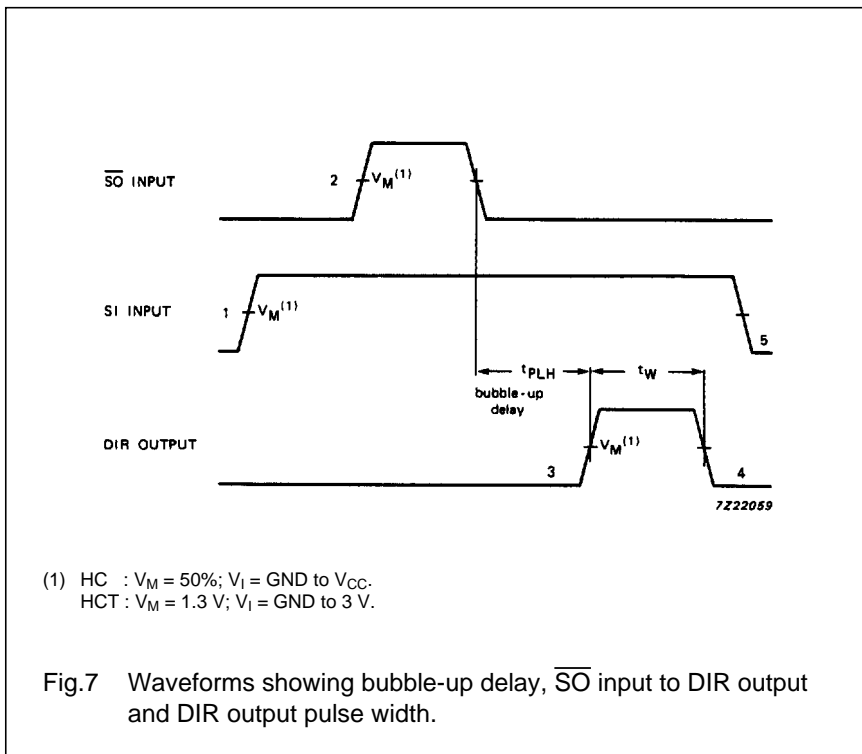 S̅O̅ INPUT
2
V_M(1)
SI INPUT
1
V_M(1)
5
t_PLH
t_W
bubble-up
delay
DIR OUTPUT
3
V_M(1)
4
7Z22059
(1) HC : V_M = 50%; V_I = GND to V_CC.
HCT : V_M = 1.3 V; V_I = GND to 3 V.
Fig.7 Waveforms showing bubble-up delay, S̅O̅ input to DIR output
and DIR output pulse width.